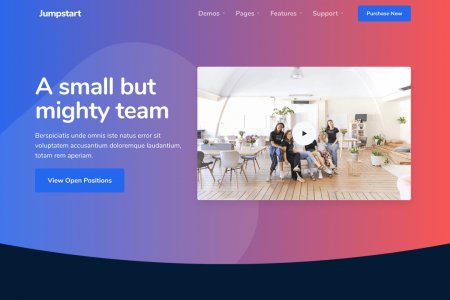 Jumpstart
Demos Pages Features Support Purchase Now
A small but
mighty team
Berspiciatis unde omnis iste natus error sit
voluptatem accusantium doloremque laudantium,
totam rem aperiam.
View Open Positions